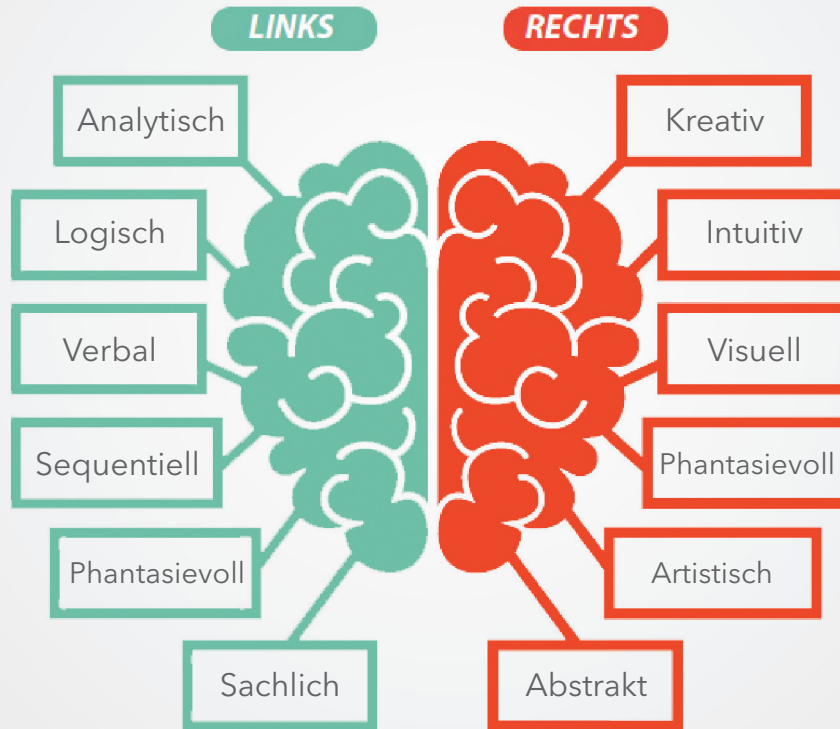 LINKS
RECHTS
Analytisch
Logisch
Verbal
Sequentiell
Phantasievoll
Sachlich
Kreativ
Intuitiv
Visuell
Phantasievoll
Artistisch
Abstrakt